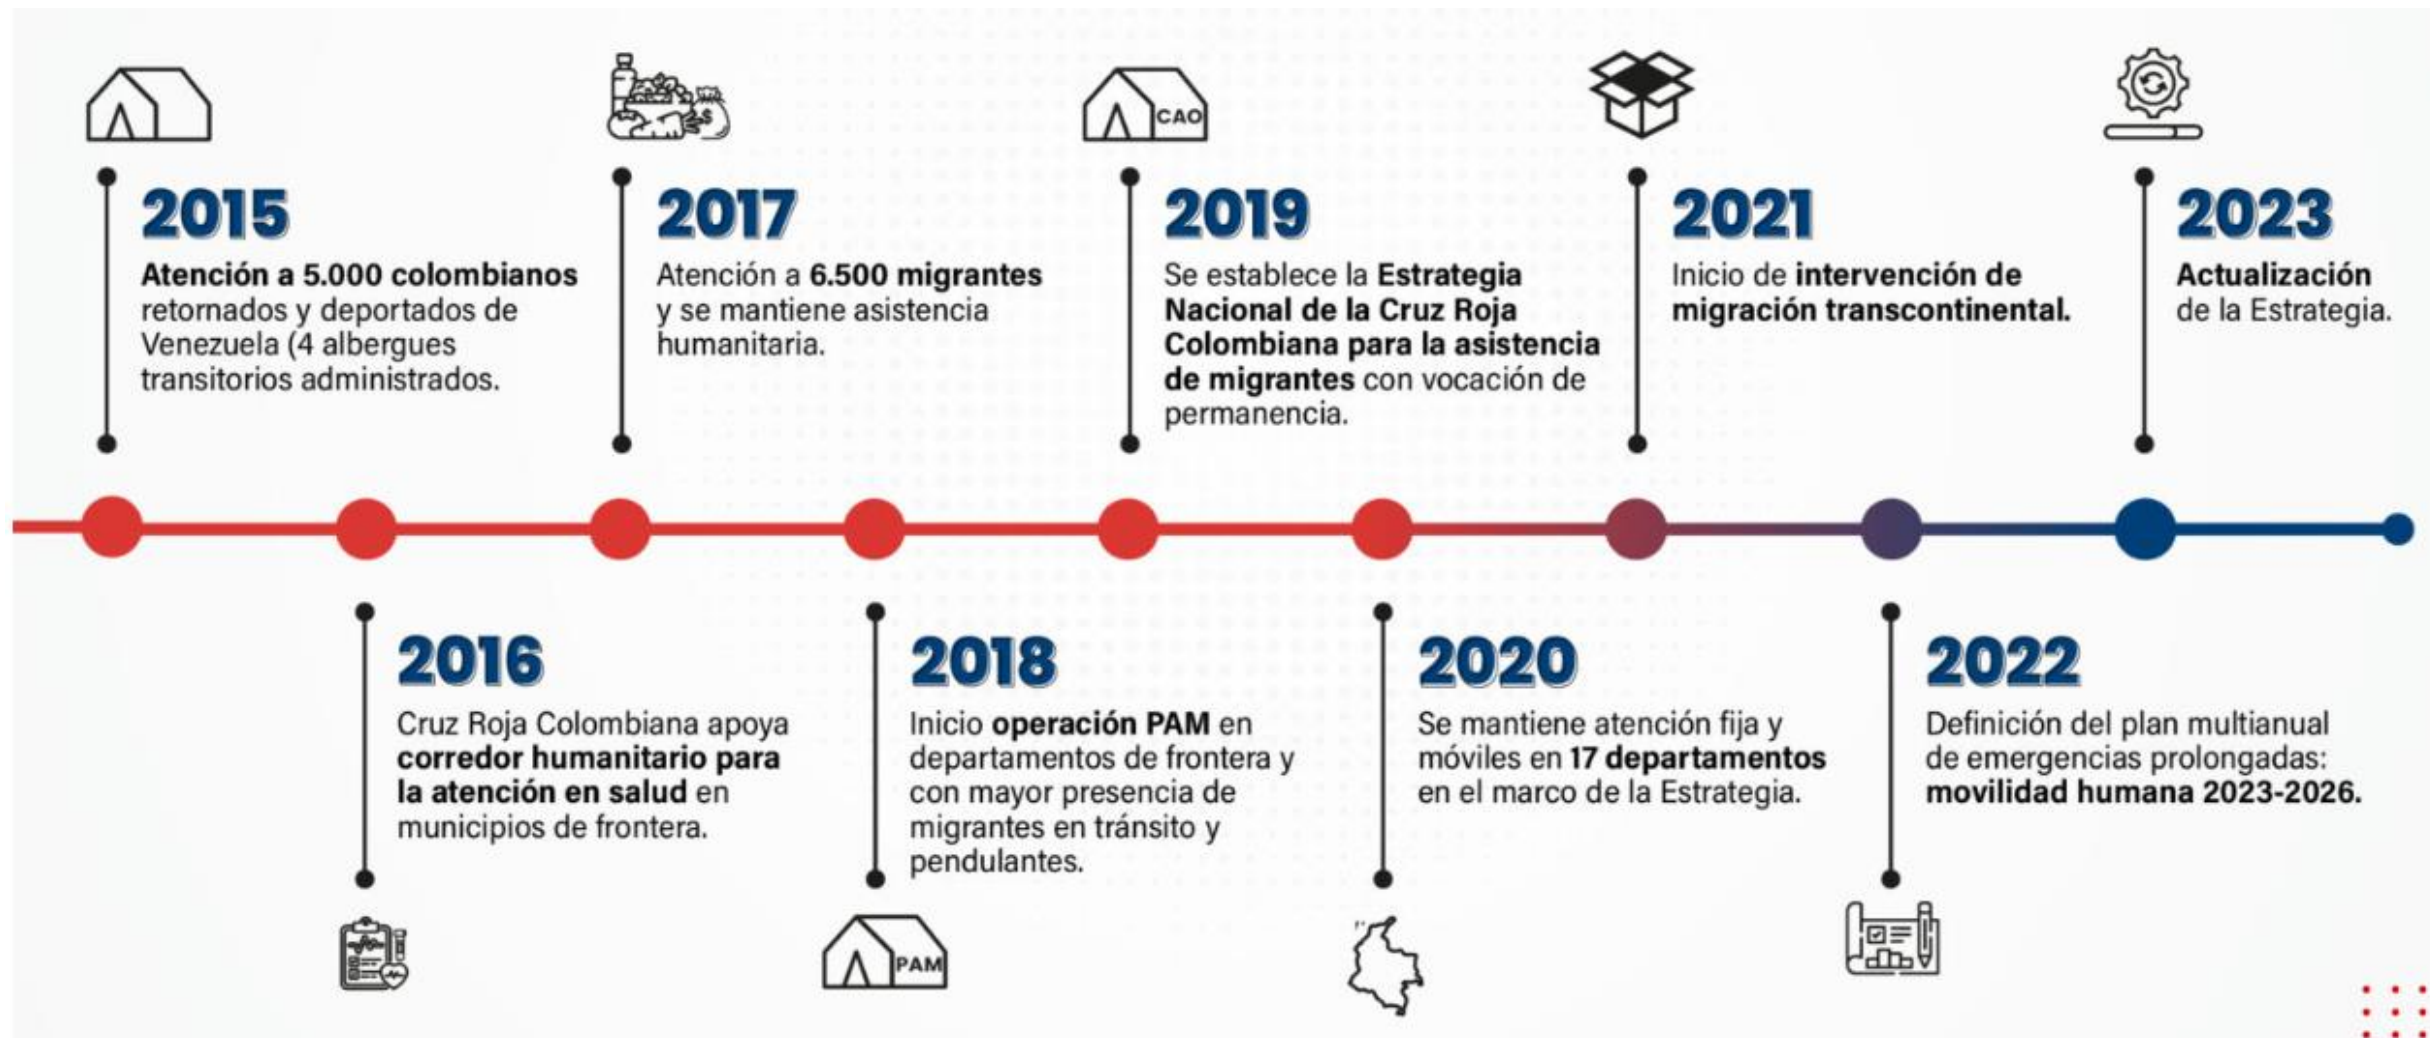 CAO
2015
Atención a 5.000 colombianos
retornados y deportados de
Venezuela (4 albergues
transitorios administrados.
2017
Atención a 6.500 migrantes
y se mantiene asistencia
humanitaria.
2019
Se establece la Estrategia
Nacional de la Cruz Roja
Colombiana para la asistencia
de migrantes con vocación de
permanencia.
2021
Inicio de intervención de
migración transcontinental.
2023
Actualización
de la Estrategia.
2016
Cruz Roja Colombiana apoya
corredor humanitario para
la atención en salud en
municipios de frontera.
2018
Inicio operación PAM en
departamentos de frontera y
con mayor presencia de
migrantes en tránsito y
pendulantes.
PAM
2020
Se mantiene atención fija y
móviles en 17 departamentos
en el marco de la Estrategia.
2022
Definición del plan multianual
de emergencias prolongadas:
movilidad humana 2023-2026.